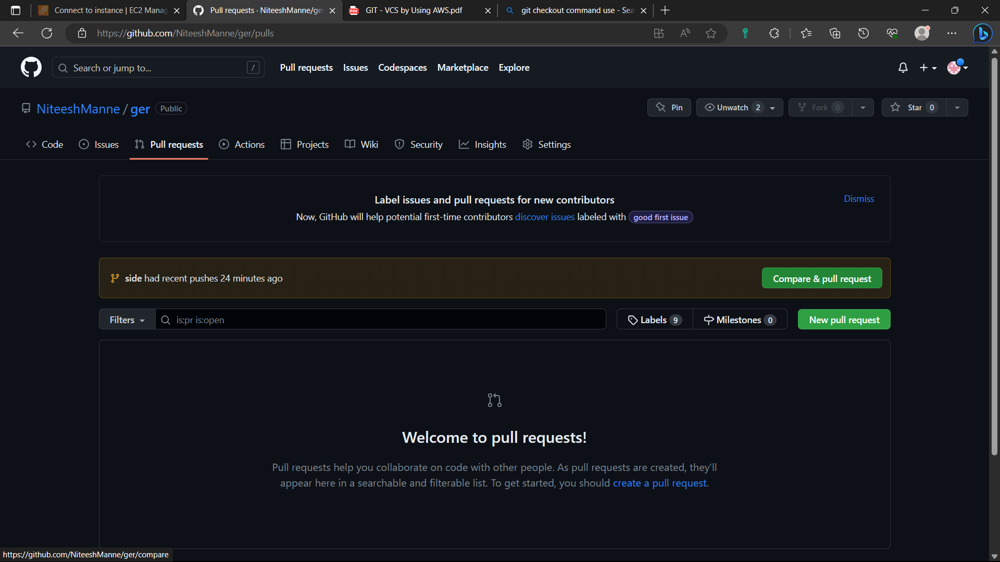 Connect to instance | EC2 Manag
Pull requests · NiteeshManne/ge
GIT - VCS by Using AWS.pdf
git checkout command use - Sea
https://github.com/NiteeshManne/ger/pulls
Search or jump to...
/
Pull requests
Issues
Codespaces
Marketplace
Explore
NiteeshManne / ger
Public
Pin
Unwatch 2
Fork 0
Star 0
Code
Issues
Pull requests
Actions
Projects
Wiki
Security
Insights
Settings
Label issues and pull requests for new contributors
Dismiss
Now, GitHub will help potential first-time contributors discover issues labeled with good first issue
side had recent pushes 24 minutes ago
Compare & pull request
Filters
is:pr is:open
Labels 9
Milestones 0
New pull request
Welcome to pull requests!
Pull requests help you collaborate on code with other people. As pull requests are created, they’ll
appear here in a searchable and filterable list. To get started, you should create a pull request.
https://github.com/NiteeshManne/ger/compare